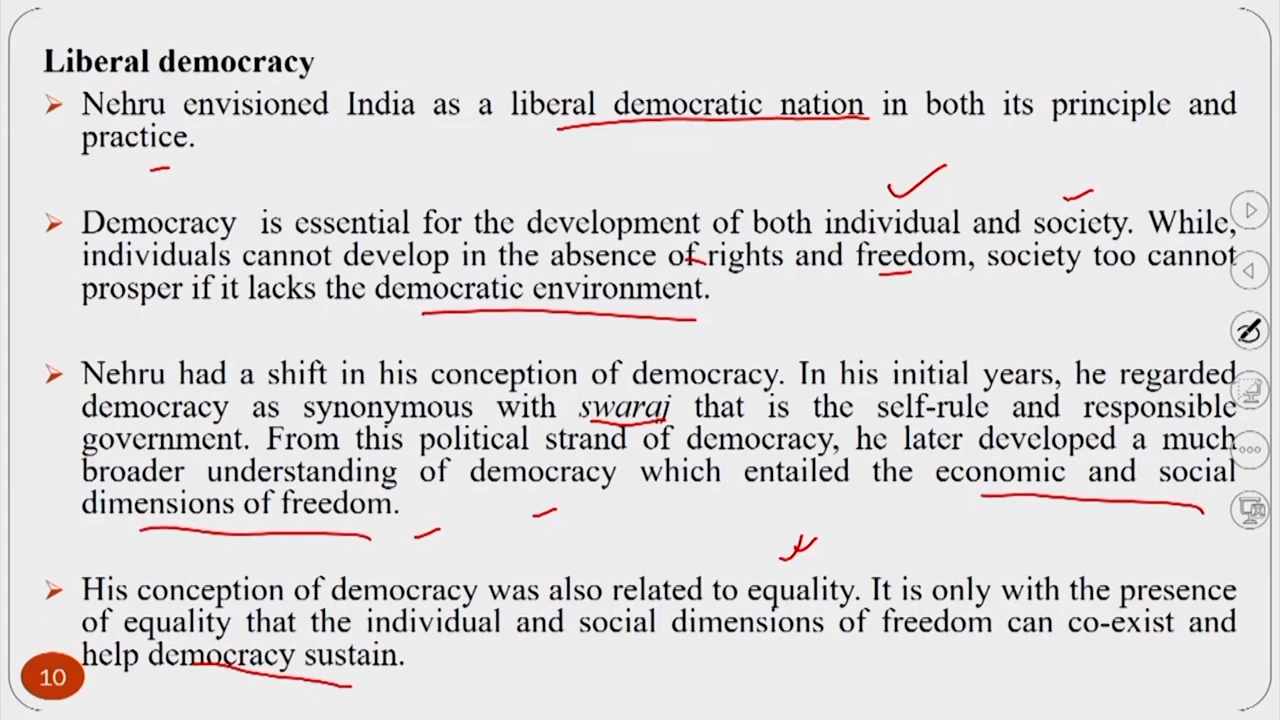 Liberal democracy
Nehru envisioned India as a liberal democratic nation in both its principle and
practice.
Democracy is essential for the development of both individual and society. While,
individuals cannot develop in the absence of rights and freedom, society too cannot
prosper if it lacks the democratic environment.
Nehru had a shift in his conception of democracy. In his initial years, he regarded
democracy as synonymous with swaraj that is the self-rule and responsible
government. From this political strand of democracy, he later developed a much
broader understanding of democracy which entailed the economic and social
dimensions of freedom.
His conception of democracy was also related to equality. It is only with the presence
of equality that the individual and social dimensions of freedom can co-exist and
help democracy sustain.
10